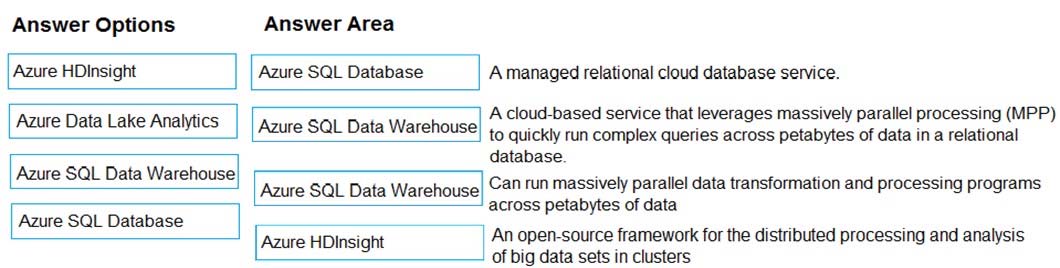 Answer Options
Answer Area
Azure HDInsight
Azure SQL Database
A managed relational cloud database service.
Azure Data Lake Analytics
Azure SQL Data Warehouse
A cloud-based service that leverages massively parallel processing (MPP)
to quickly run complex queries across petabytes of data in a relational
database.
Azure SQL Data Warehouse
Azure SQL Data Warehouse
Can run massively parallel data transformation and processing programs
across petabytes of data
Azure SQL Database
Azure HDInsight
An open-source framework for the distributed processing and analysis
of big data sets in clusters